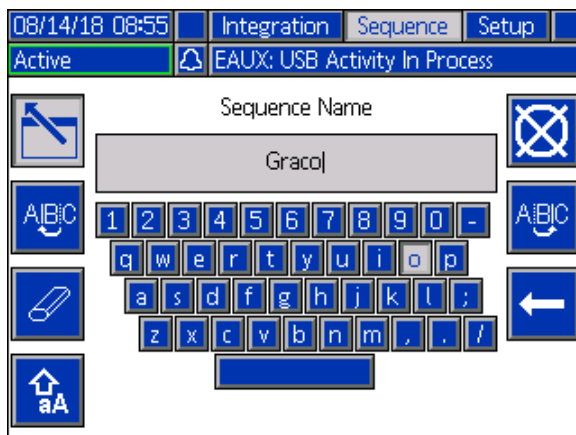 08/14/18 08:55 Integration Sequence Setup
Active EAUX: USB Activity In Process
Sequence Name
Graco
A|B|C A|B|C
1 2 3 4 5 6 7 8 9 0 -
q w e r t y u i o p
a s d f g h j k l ;
z x c v b n m , . /
aA